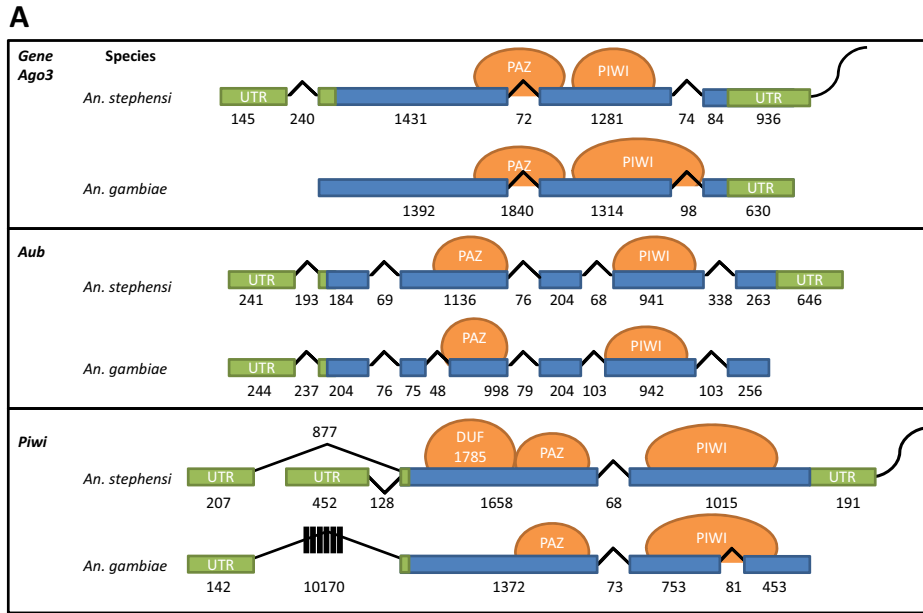 A
Gene Species
Ago3
PAZ PIWI
An. stephensi UTR UTR
145 240 1431 72 1281 74 84 936
PAZ PIWI
An. gambiae UTR
1392 1840 1314 98 630
Aub
PAZ PIWI
An. stephensi UTR UTR
241 193 184 69 1136 76 204 68 941 338 263 646
PAZ PIWI
An. gambiae UTR
244 237 204 76 75 48 998 79 204 103 942 103 256
Piwi 877
DUF
1785 PAZ PIWI
An. stephensi UTR UTR UTR
207 452 128 1658 68 1015 191
PAZ PIWI
An. gambiae UTR
142 10170 1372 73 753 81 453